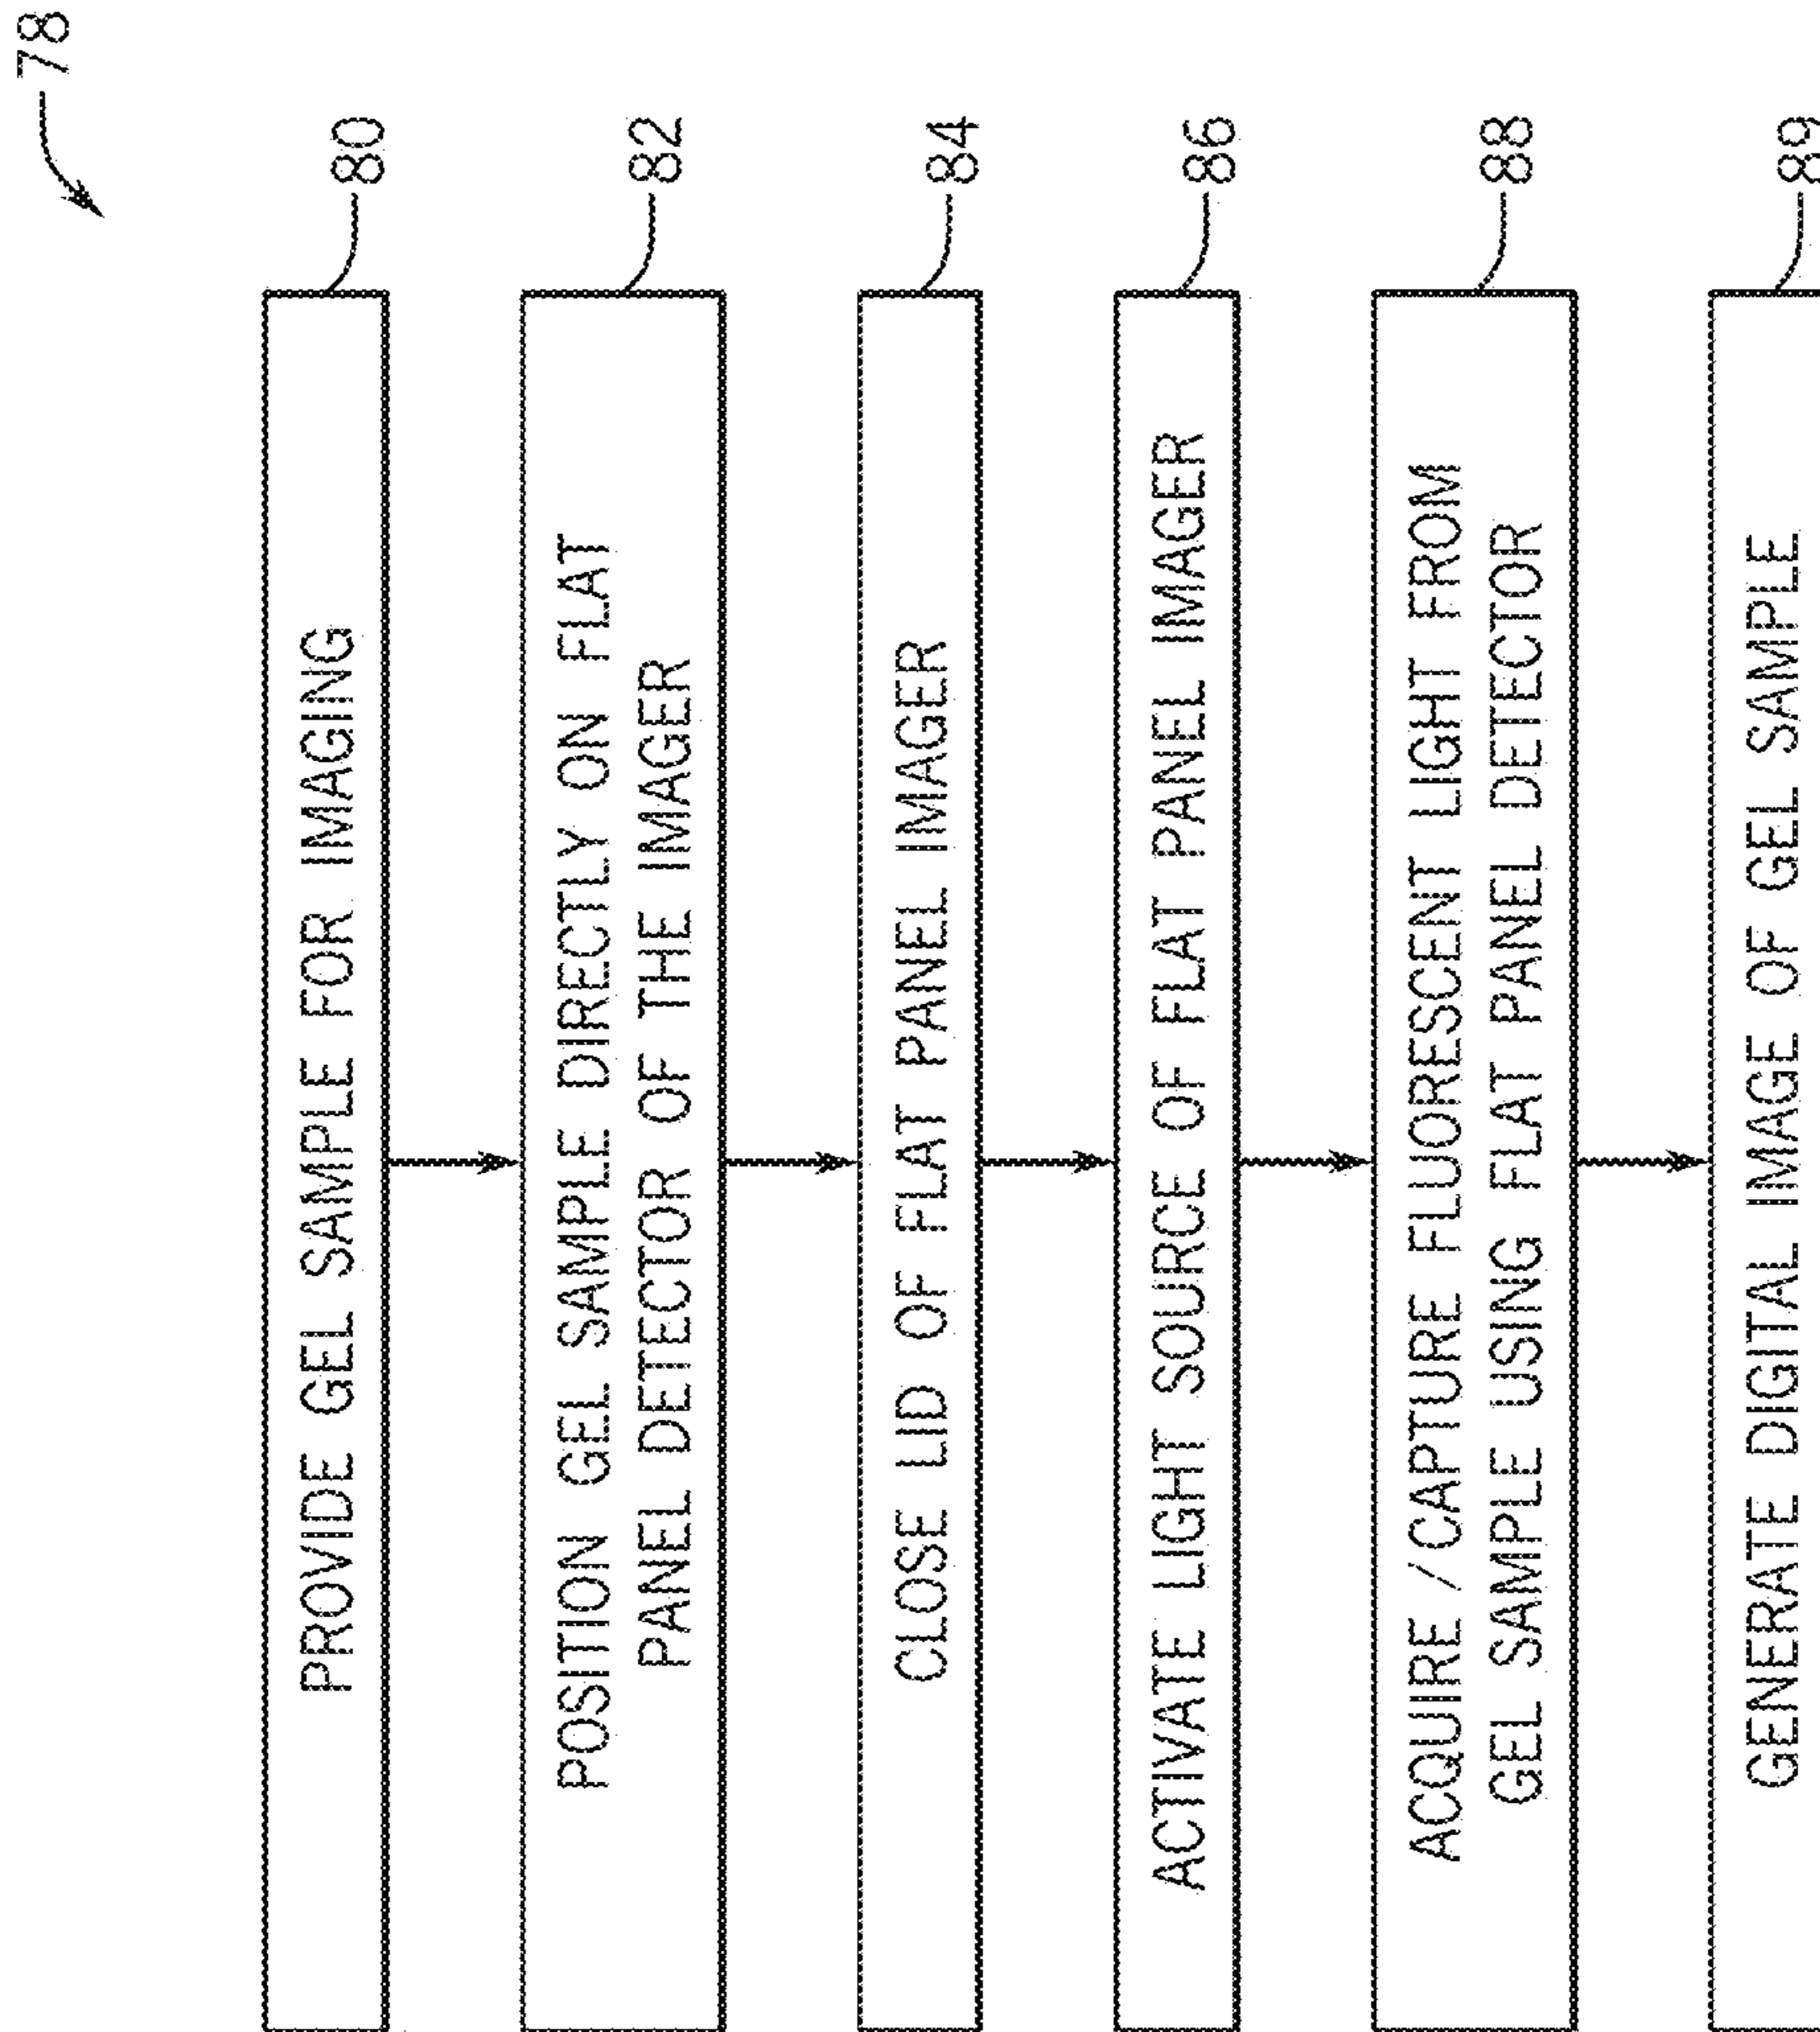 78
PROVIDE GEL SAMPLE FOR IMAGING
80
POSITION GEL SAMPLE DIRECTLY ON FLAT
PANEL DETECTOR OF THE IMAGER
82
CLOSE LID OF FLAT PANEL IMAGER
84
ACTIVATE LIGHT SOURCE OF FLAT PANEL IMAGER
86
ACQUIRE/CAPTURE FLUORESCENT LIGHT FROM
GEL SAMPLE USING FLAT PANEL DETECTOR
88
GENERATE DIGITAL IMAGE OF GEL SAMPLE
89